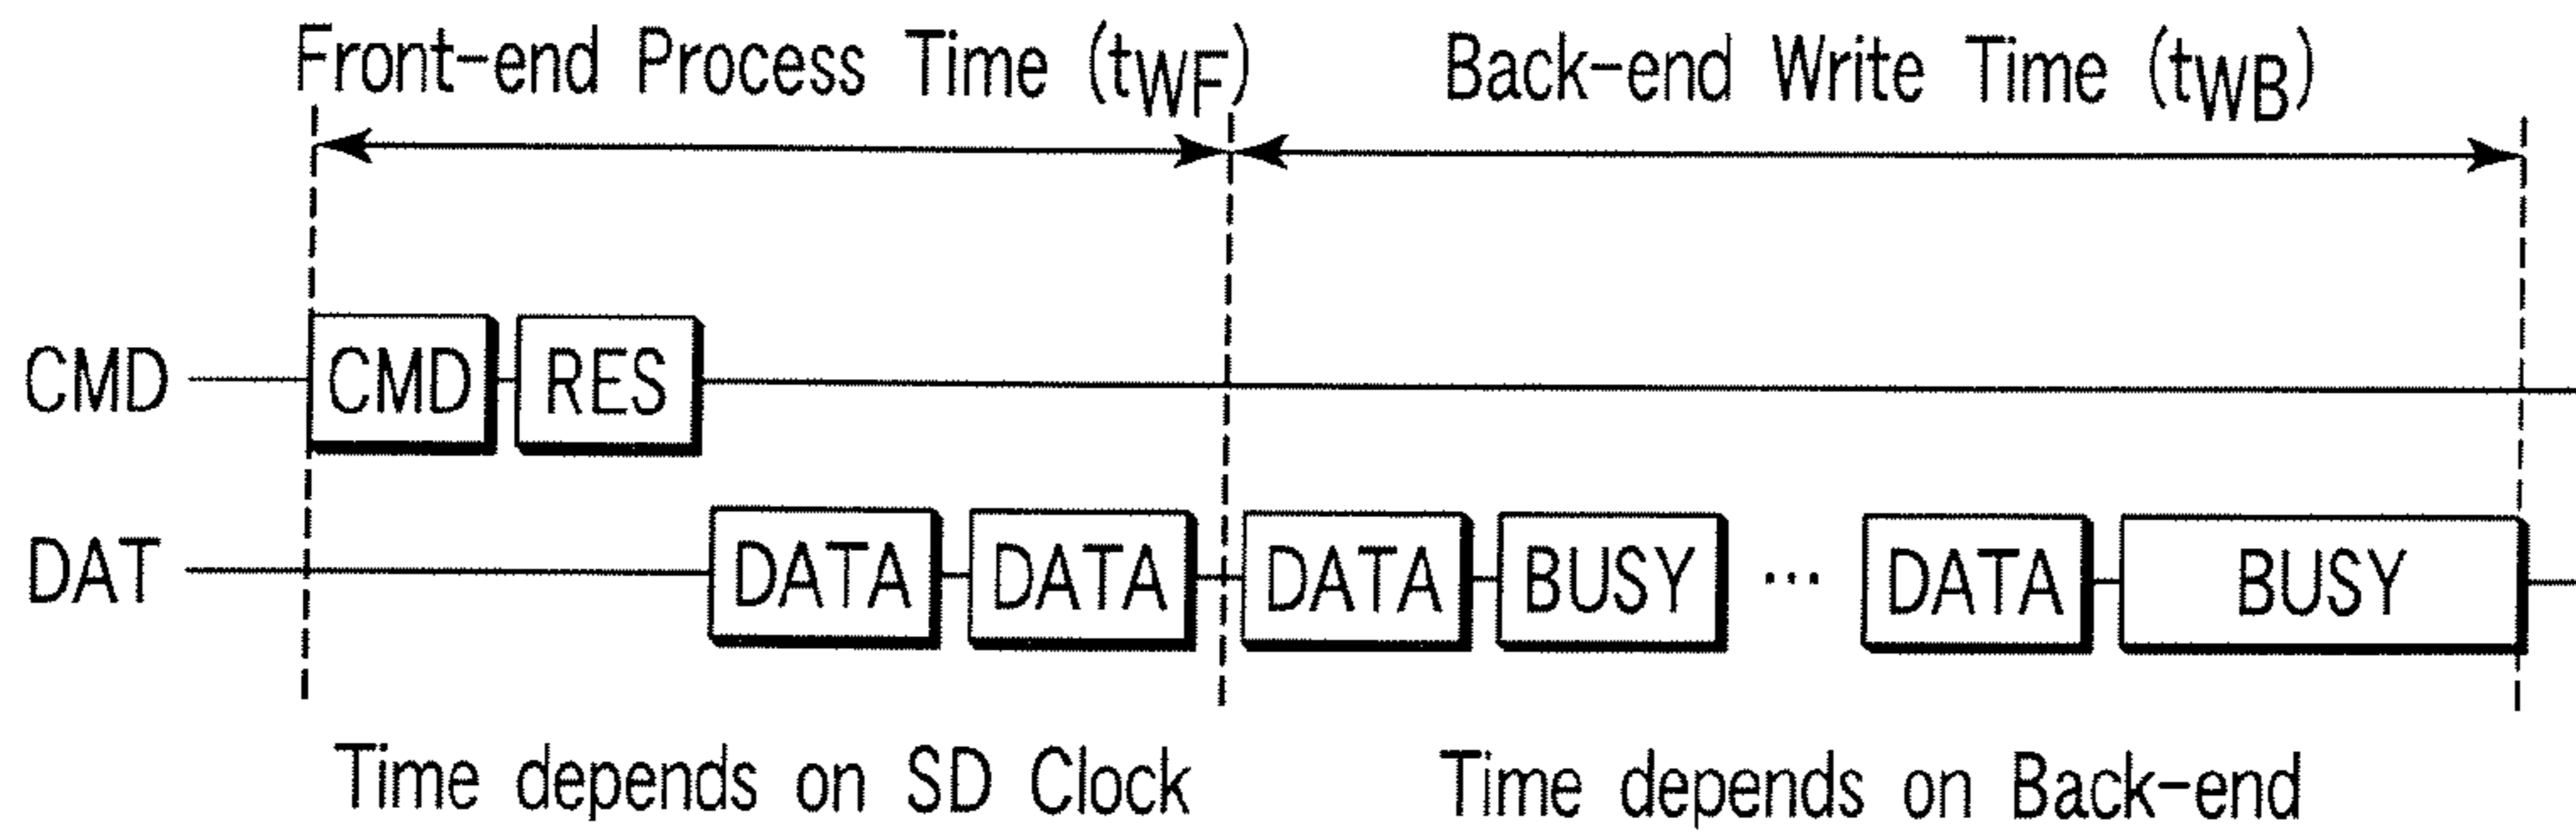 Front-end Process Time (tWF) Back-end Write Time (tWB)
CMD CMD RES
DAT DATA DATA DATA BUSY ... DATA BUSY
Time depends on SD Clock Time depends on Back-end